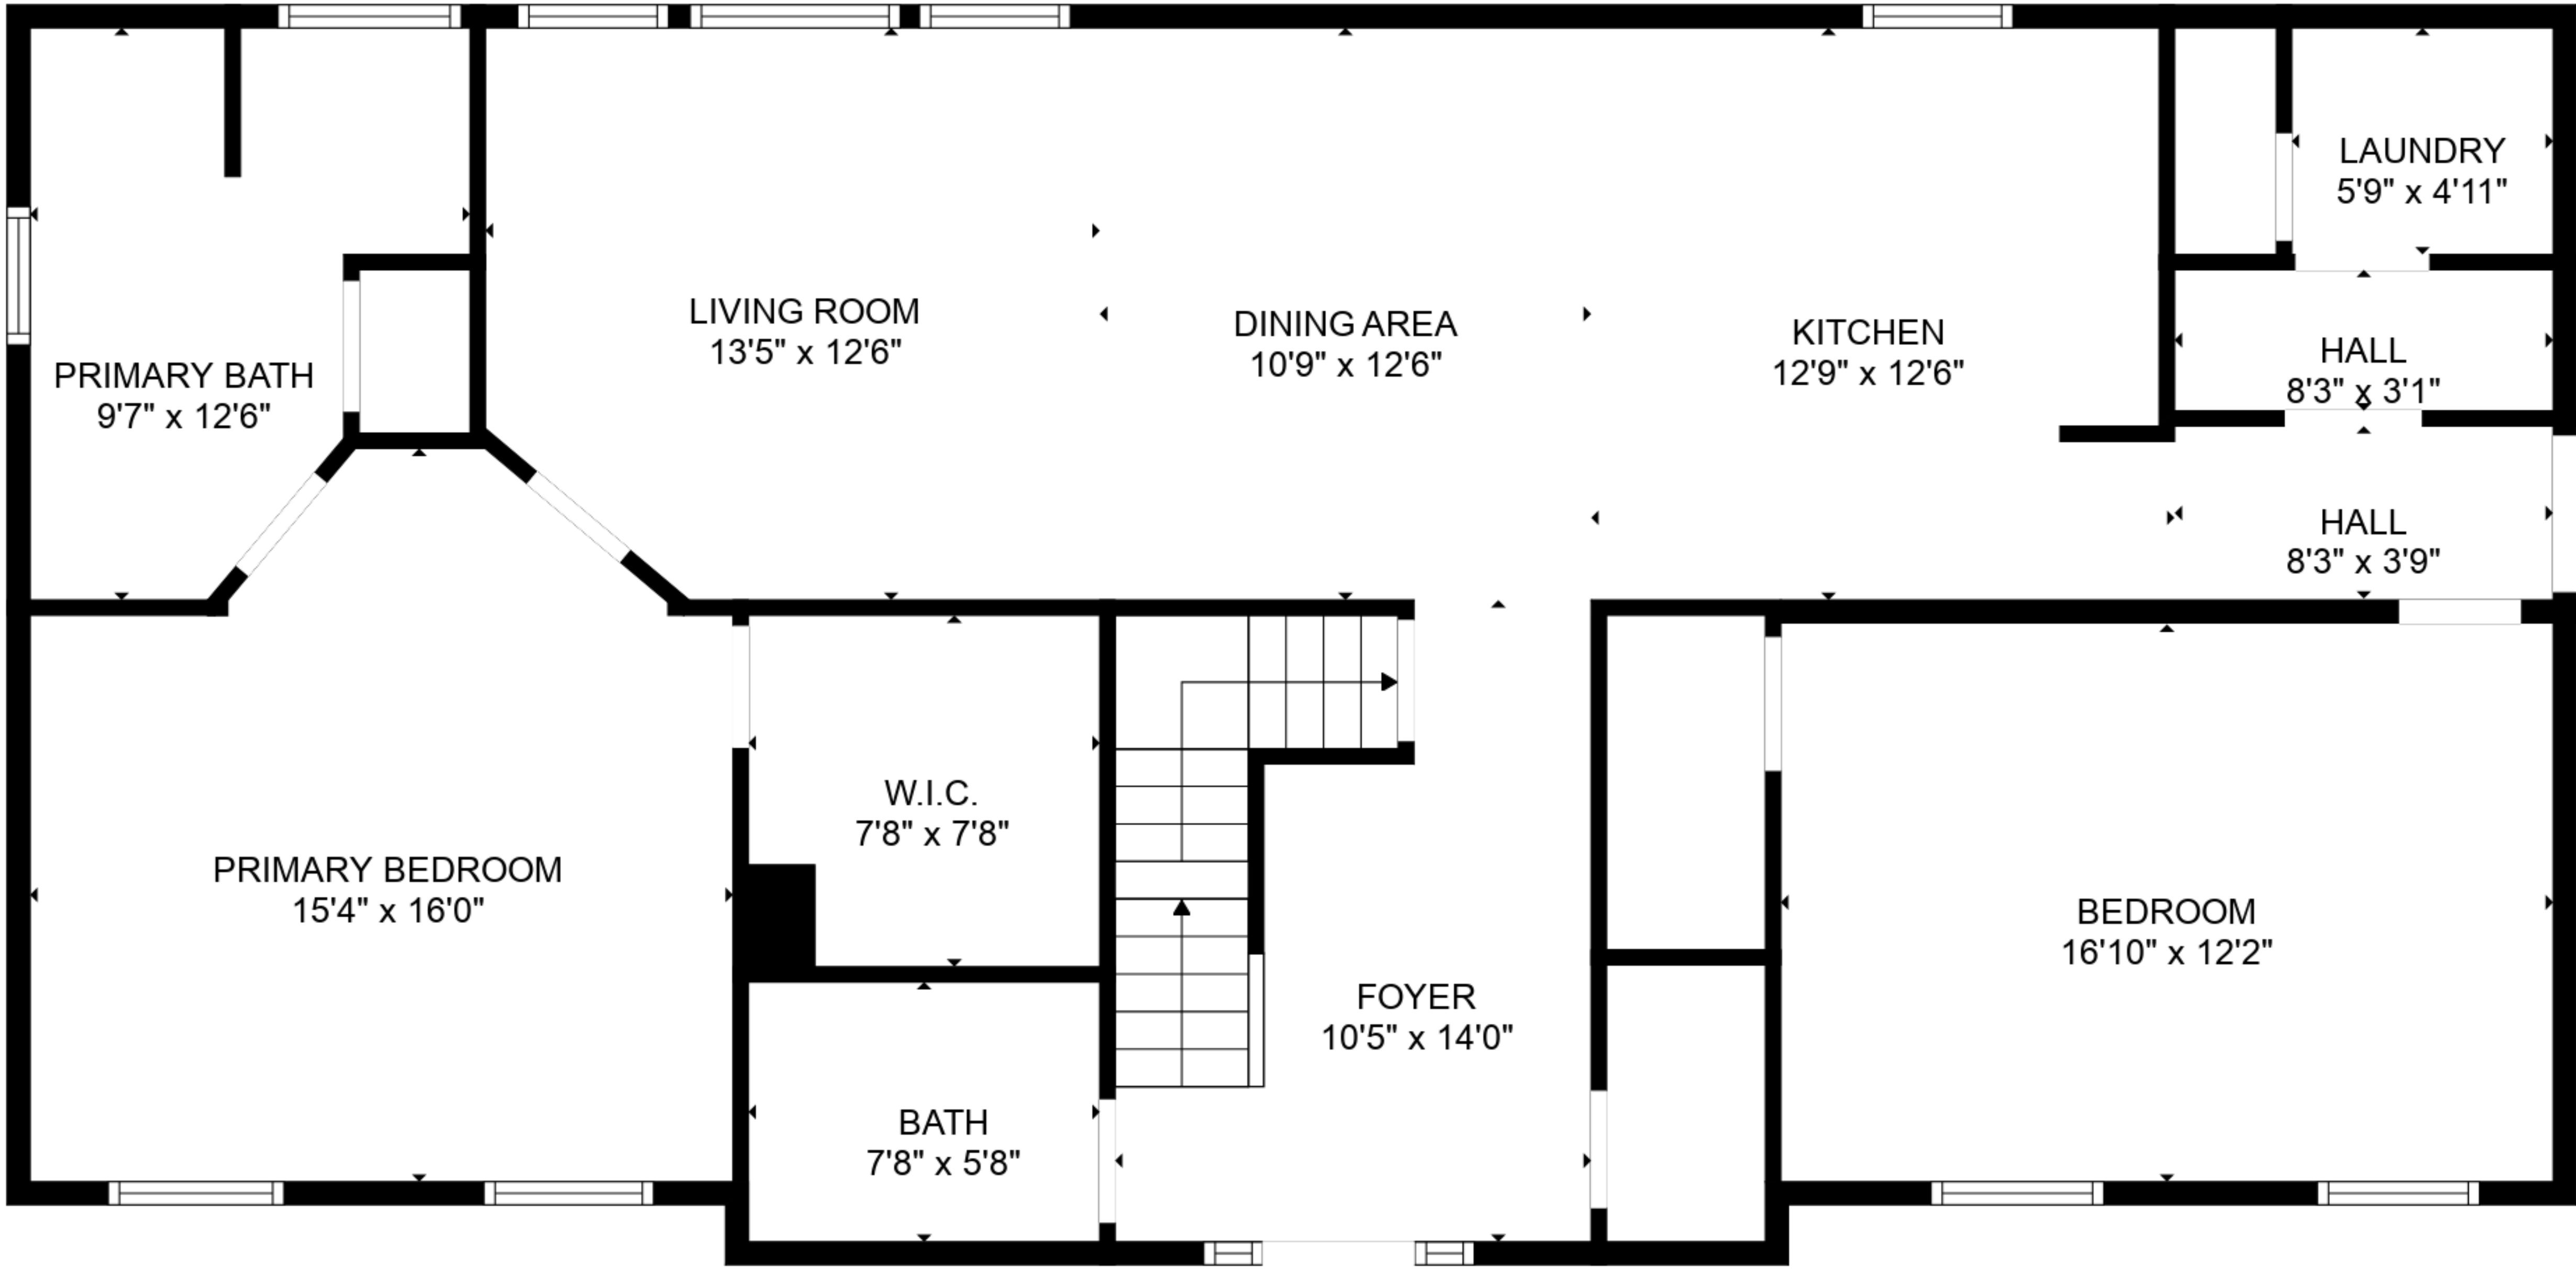 LAUNDRY
5'9" x 4'11"
LIVING ROOM
13'5" x 12'6"
DINING AREA
10'9" x 12'6"
KITCHEN
12'9" x 12'6"
HALL
8'3" x 3'1"
PRIMARY BATH
9'7" x 12'6"
HALL
8'3" x 3'9"
W.I.C.
7'8" x 7'8"
PRIMARY BEDROOM
15'4" x 16'0"
BEDROOM
16'10" x 12'2"
FOYER
10'5" x 14'0"
BATH
7'8" x 5'8"